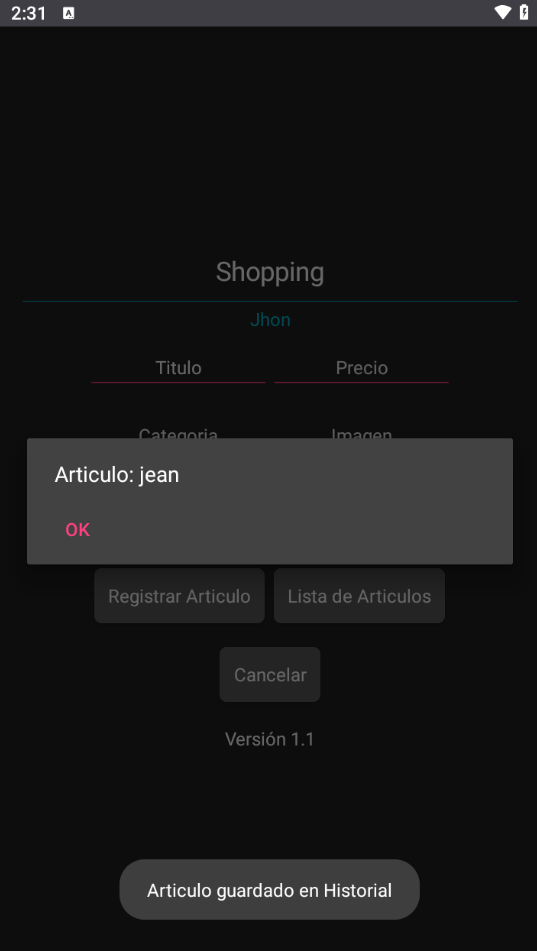 2:31
Shopping
Jhon
Titulo Precio
Categoria Imagen
Articulo: jean
OK
Registrar Articulo Lista de Articulos
Cancelar
Versión 1.1
Articulo guardado en Historial